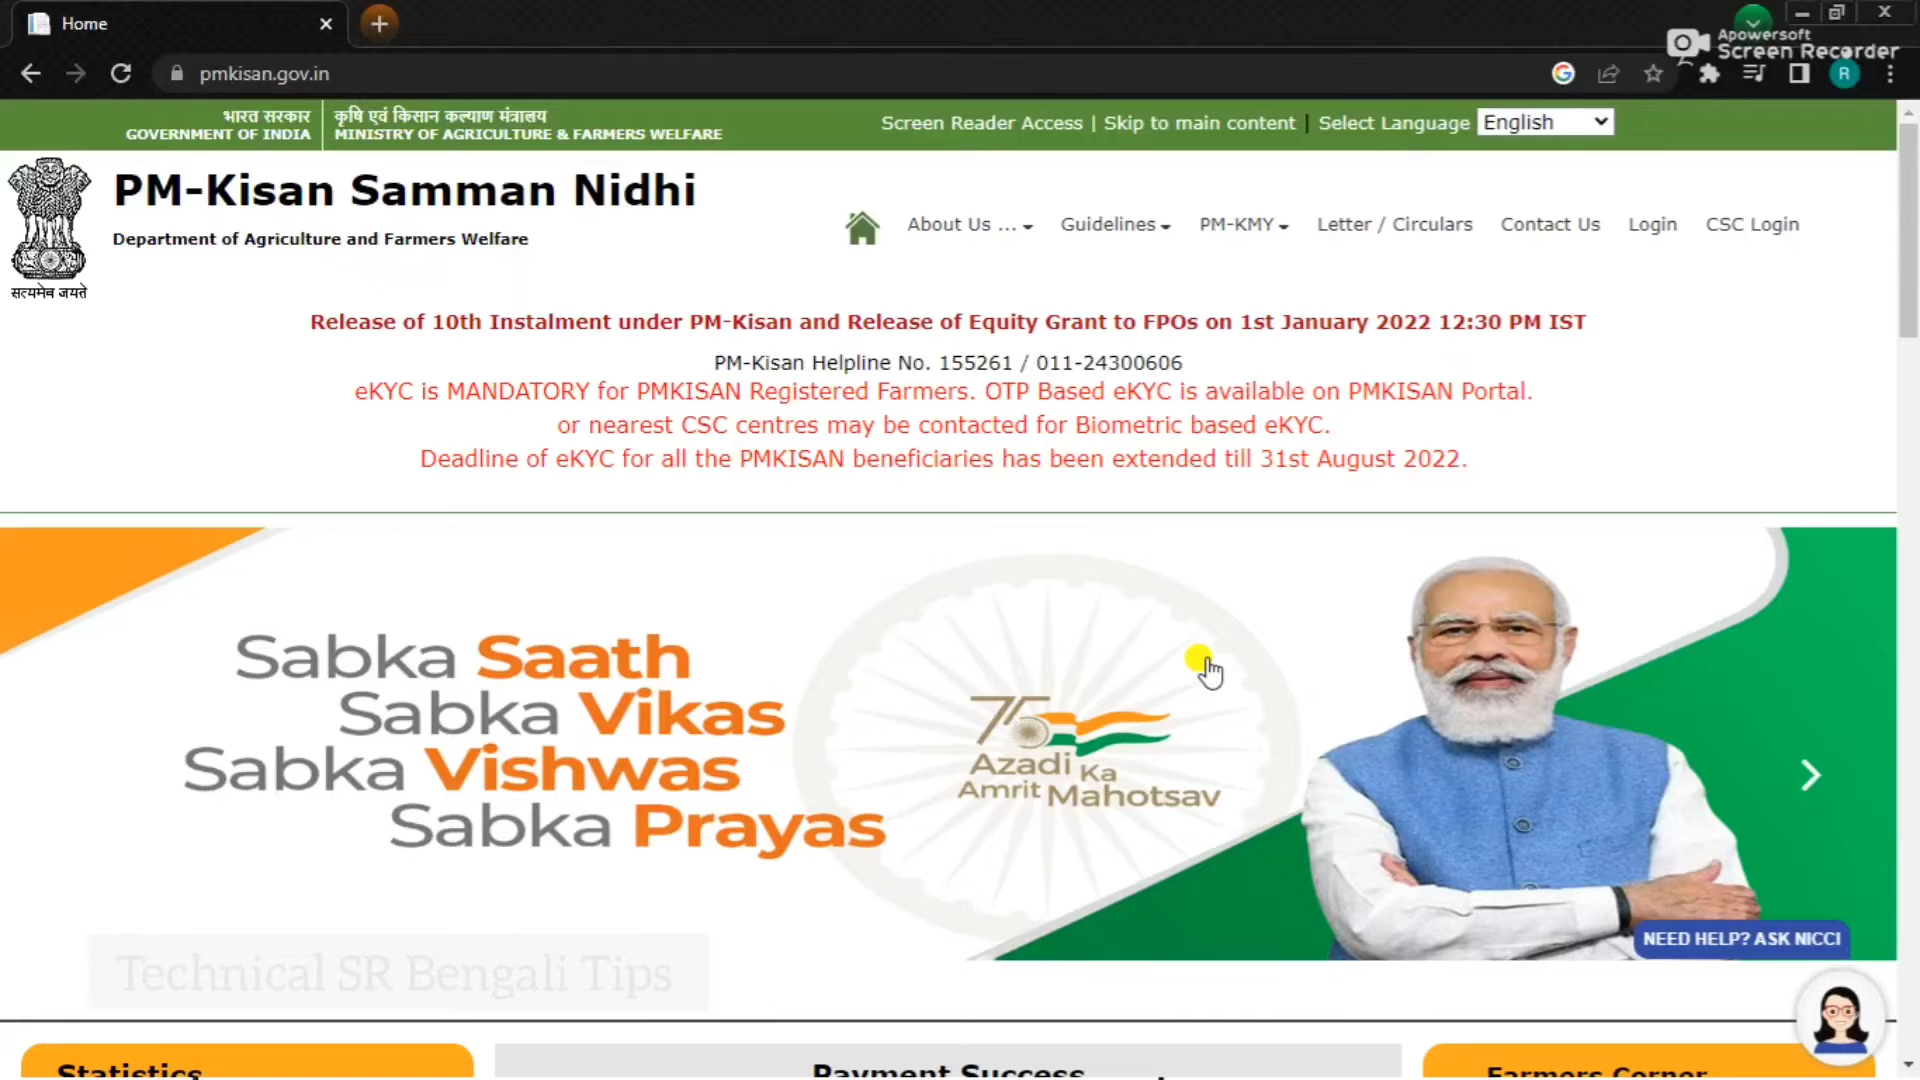 Home
Apowersoft
Screen Recorder
pmkisan.gov.in
R
भारत सरकार
GOVERNMENT OF INDIA
कृषि एवं किसान कल्याण मंत्रालय
MINISTRY OF AGRICULTURE & FARMERS WELFARE
Screen Reader Access | Skip to main content | Select Language English
PM-Kisan Samman Nidhi
Department of Agriculture and Farmers Welfare
सत्यमेव जयते
About Us ... Guidelines PM-KMY Letter / Circulars Contact Us Login CSC Login
Release of 10th Instalment under PM-Kisan and Release of Equity Grant to FPOs on 1st January 2022 12:30 PM IST
PM-Kisan Helpline No. 155261 / 011-24300606
eKYC is MANDATORY for PMKISAN Registered Farmers. OTP Based eKYC is available on PMKISAN Portal.
or nearest CSC centres may be contacted for Biometric based eKYC.
Deadline of eKYC for all the PMKISAN beneficiaries has been extended till 31st August 2022.
Sabka Saath
Sabka Vikas
Sabka Vishwas
Sabka Prayas
75
Azadi Ka
Amrit Mahotsav
NEED HELP? ASK NICCI
Technical SR Bengali Tips
Statistics
Payment Success
Farmers Corner